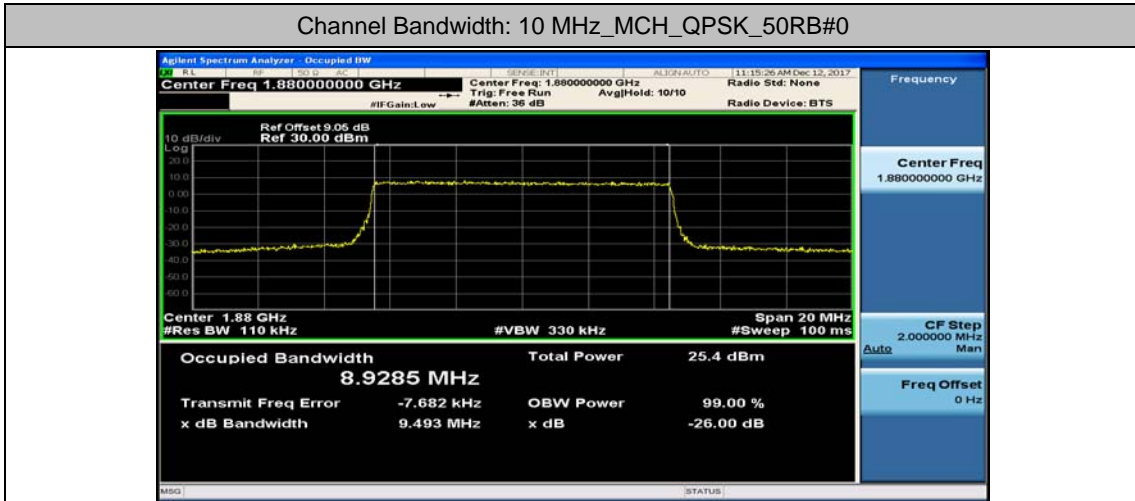 Channel Bandwidth: 10 MHz_MCH_QPSK_50RB#0
Agilent Spectrum Analyzer - Occupied BW
RL RF 50 Ω AC SENSE:INT ALIGN AUTO 11:15:26 AM Dec 12, 2017
Center Freq 1.880000000 GHz
Center Freq: 1.880000000 GHz
Radio Std: None
Trig: Free Run Avg|Hold: 10/10
#IFGain:Low #Atten: 36 dB Radio Device: BTS
Frequency
Ref Offset 9.05 dB
10 dB/div Ref 30.00 dBm
Log
20.0
10.0
0.00
-10.0
-20.0
-30.0
-40.0
-50.0
-60.0
Center Freq
1.880000000 GHz
Center 1.88 GHz Span 20 MHz
#Res BW 110 kHz #VBW 330 kHz #Sweep 100 ms
CF Step
2.000000 MHz
Auto Man
Occupied Bandwidth Total Power 25.4 dBm
8.9285 MHz
Transmit Freq Error -7.682 kHz OBW Power 99.00 %
x dB Bandwidth 9.493 MHz x dB -26.00 dB
Freq Offset
0 Hz
MSG STATUS